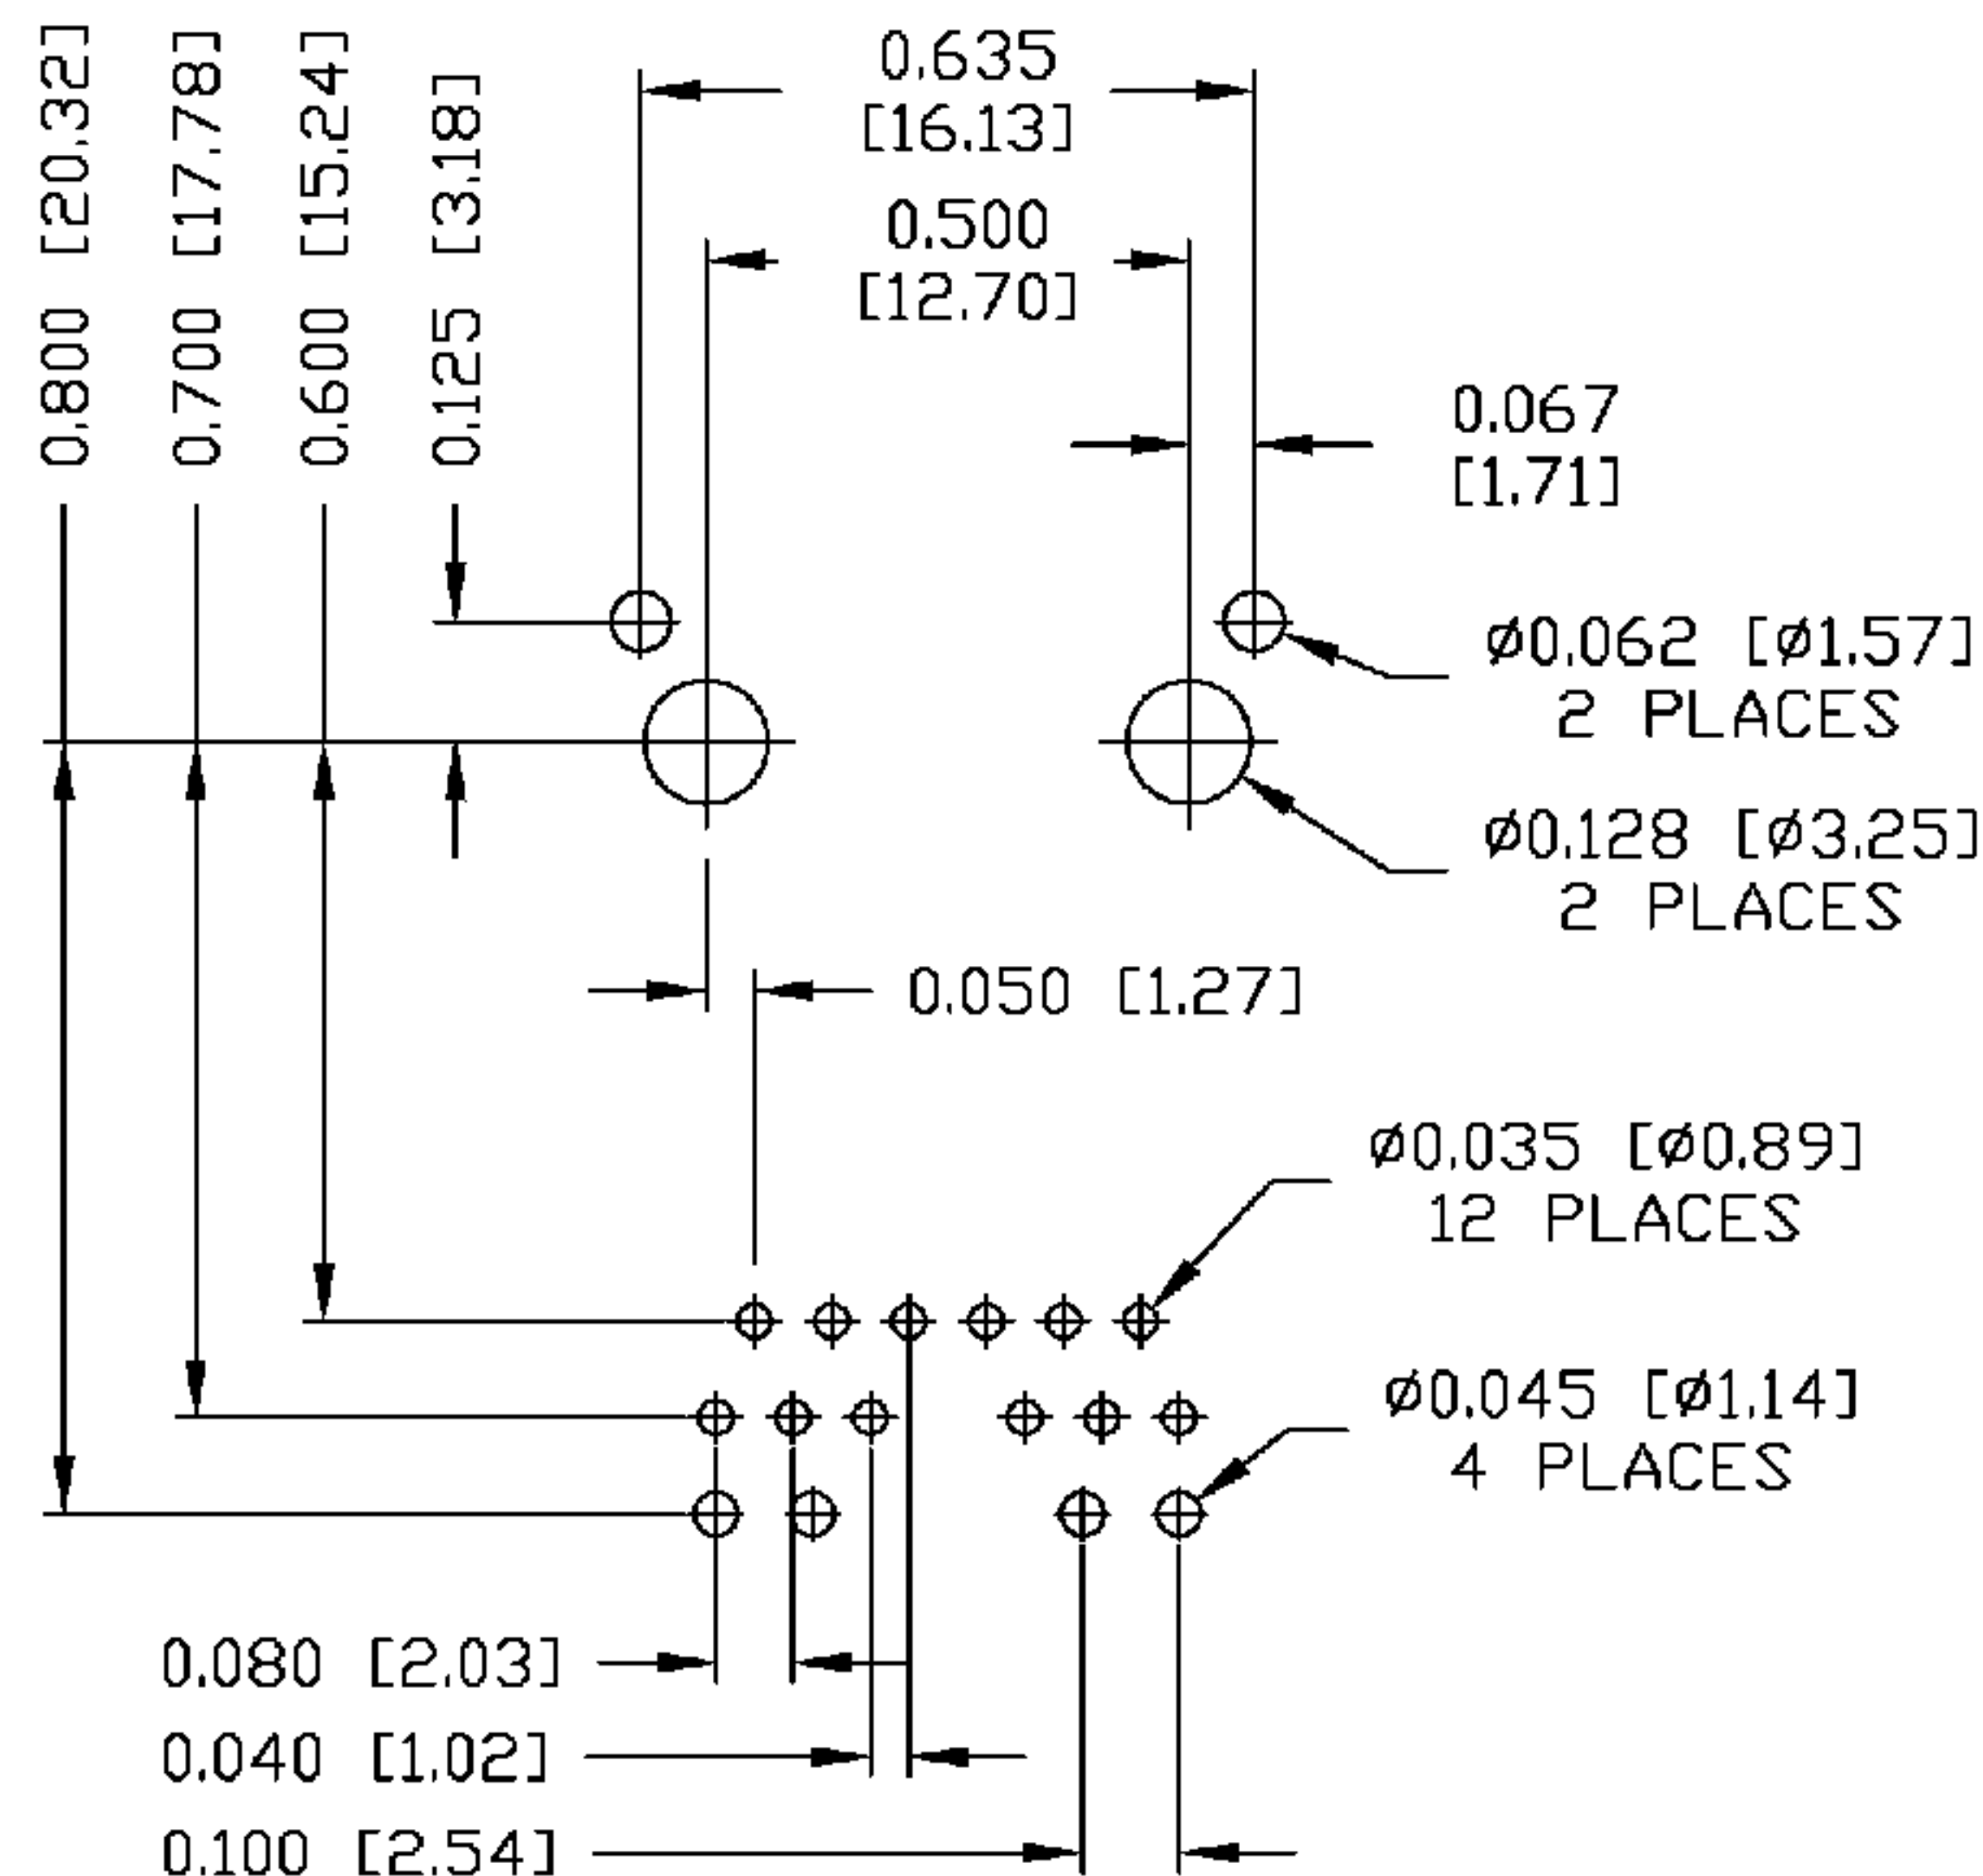 0.800 [20.32]
0.700 [17.78]
0.600 [15.24]
0.125 [3.18]
0.635
[16.13]
0.500
[12.70]
0.067
[1.71]
ø0.062 [ø1.57]
2 PLACES
ø0.128 [ø3.25]
2 PLACES
0.050 [1.27]
ø0.035 [ø0.89]
12 PLACES
ø0.045 [ø1.14]
4 PLACES
0.080 [2.03]
0.040 [1.02]
0.100 [2.54]